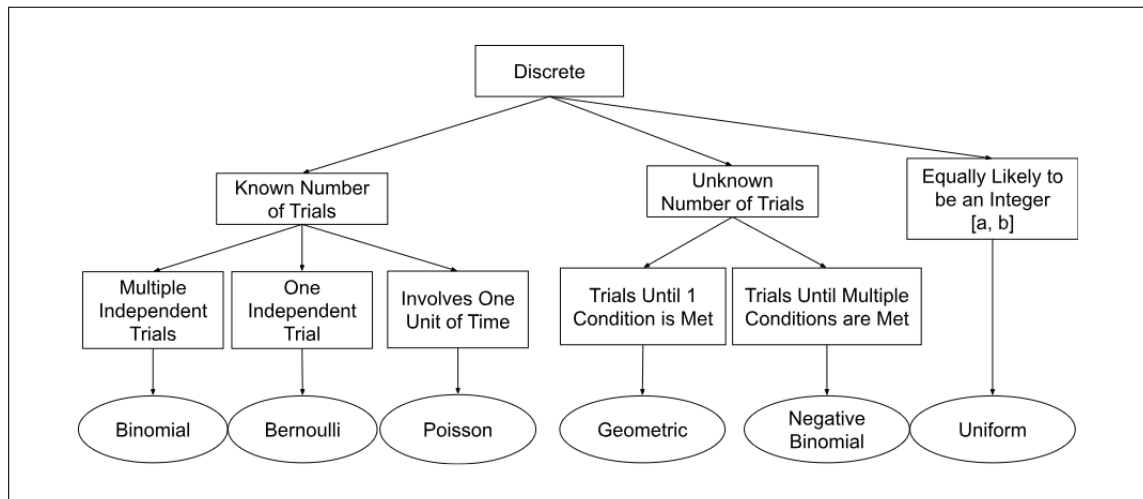 Discrete
Known Number
of Trials
Unknown
Number of Trials
Equally Likely to
be an Integer
[a, b]
Multiple
Independent
Trials
One
Independent
Trial
Involves One
Unit of Time
Trials Until 1
Condition is Met
Trials Until Multiple
Conditions are Met
Binomial
Bernoulli
Poisson
Geometric
Negative
Binomial
Uniform